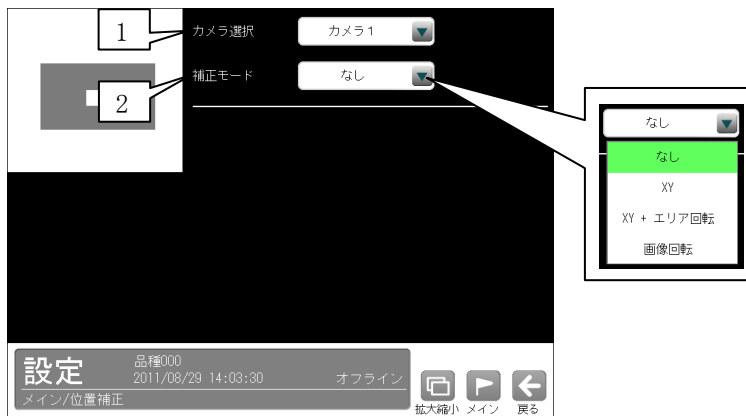 1
カメラ選択
カメラ1
2
補正モード
なし
なし
なし
XY
XY + エリア回転
画像回転
設定
品種000
2011/08/29 14:03:30
オフライン
メイン/位置補正
拡大縮小
メイン
戻る